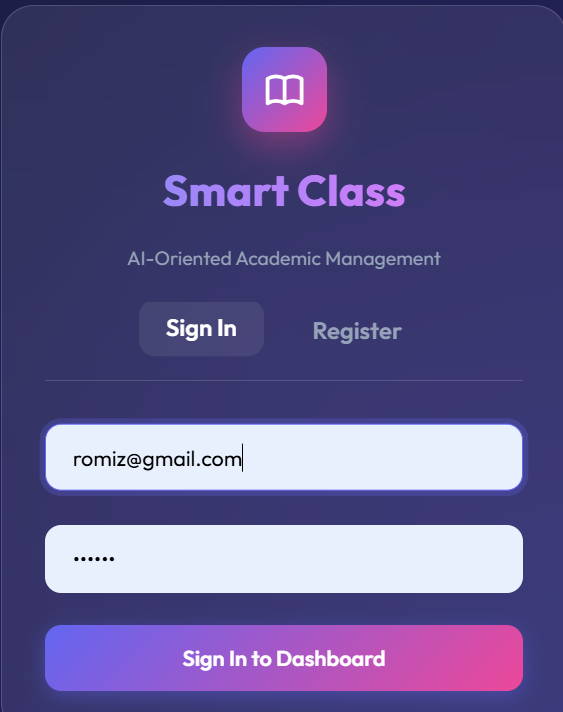 Smart Class
AI-Oriented Academic Management
Sign In
Register
romiz@gmail.com
••••••
Sign In to Dashboard